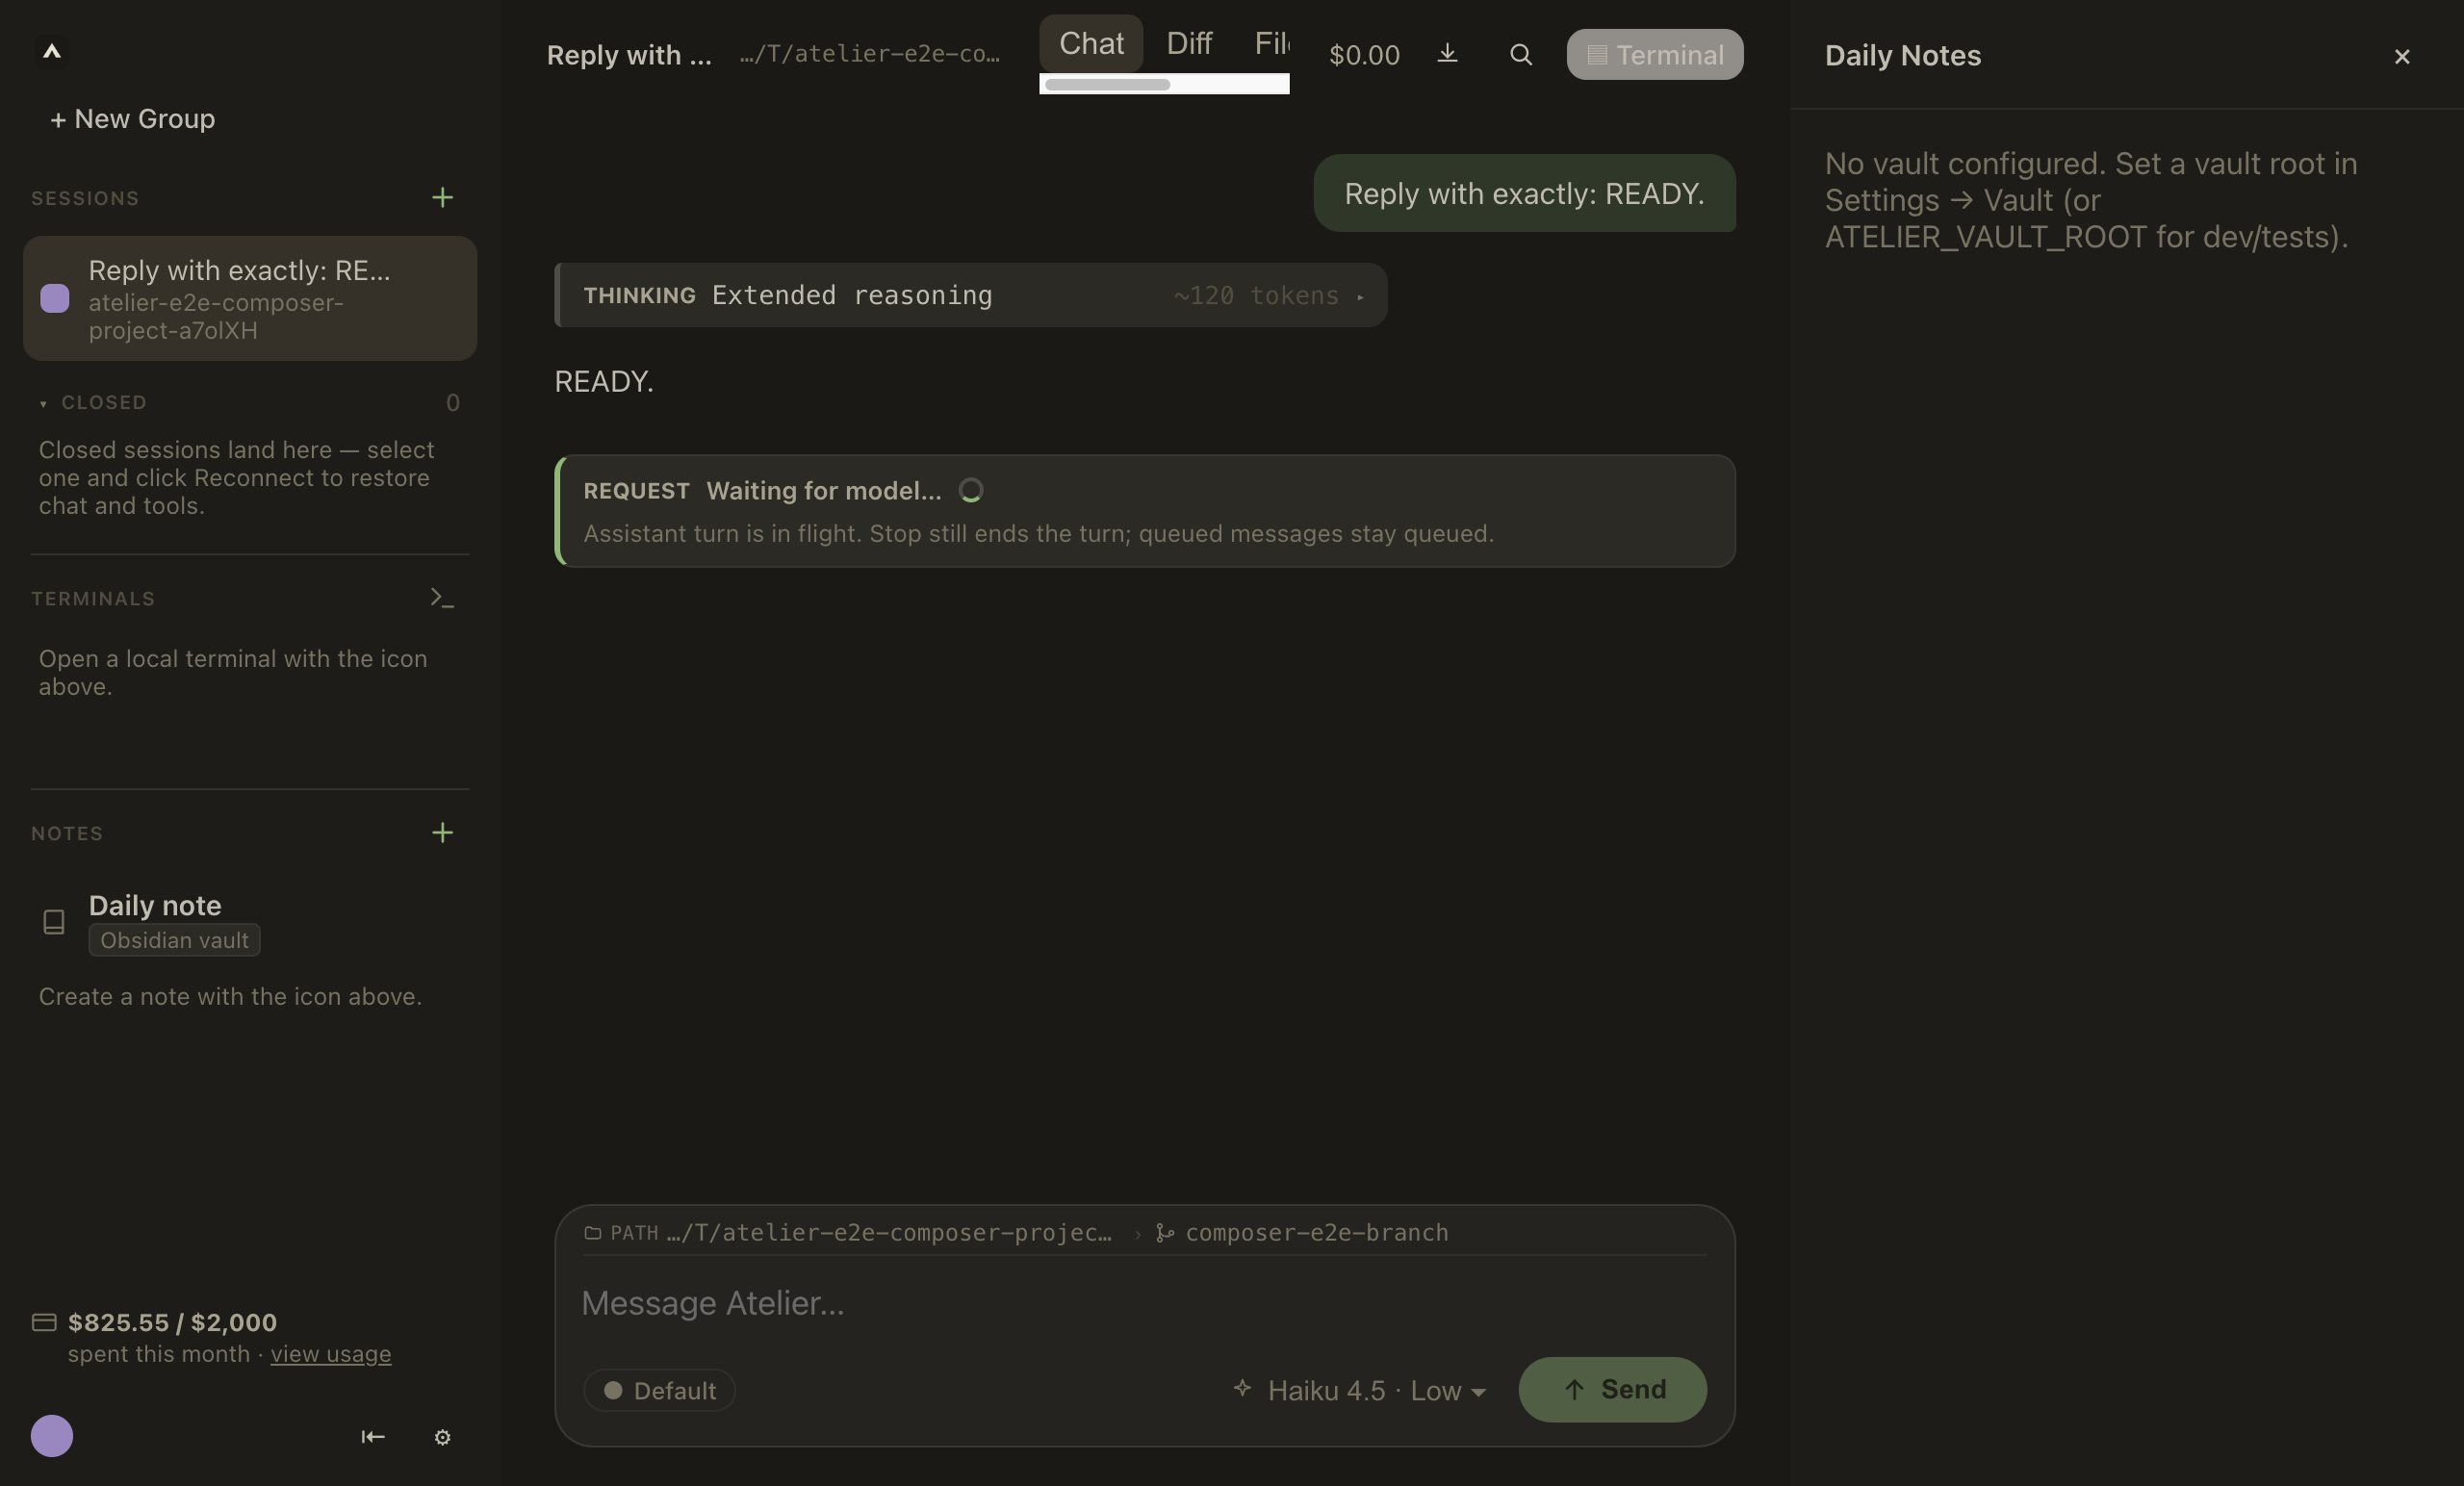 + New Group
SESSIONS
Reply with exactly: RE...
atelier-e2e-composer-
project-a7olXH
CLOSED 0
Closed sessions land here — select
one and click Reconnect to restore
chat and tools.
TERMINALS
Open a local terminal with the icon
above.
NOTES
Daily note
Obsidian vault
Create a note with the icon above.
$825.55 / $2,000
spent this month · view usage
Reply with ... …/T/atelier-e2e-co… Chat Diff $0.00 Terminal
Reply with exactly: READY.
THINKING Extended reasoning ~120 tokens
READY.
REQUEST Waiting for model...
Assistant turn is in flight. Stop still ends the turn; queued messages stay queued.
PATH …/T/atelier-e2e-composer-projec… › composer-e2e-branch
Message Atelier...
Default Haiku 4.5 · Low Send
Daily Notes
No vault configured. Set a vault root in
Settings → Vault (or
ATELIER_VAULT_ROOT for dev/tests).